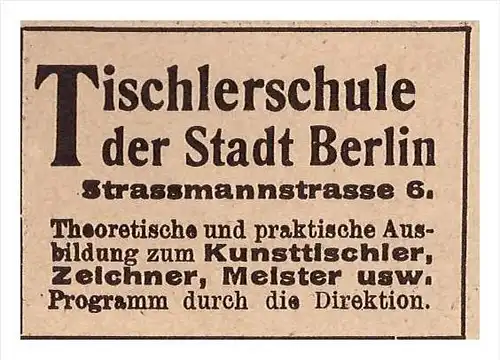 Tischlerschule
der Stadt Berlin
Strassmannstrasse 6.
Theoretische und praktische Aus-
bildung zum Kunsttischler,
Zeichner, Meister usw.
Programm durch die Direktion.